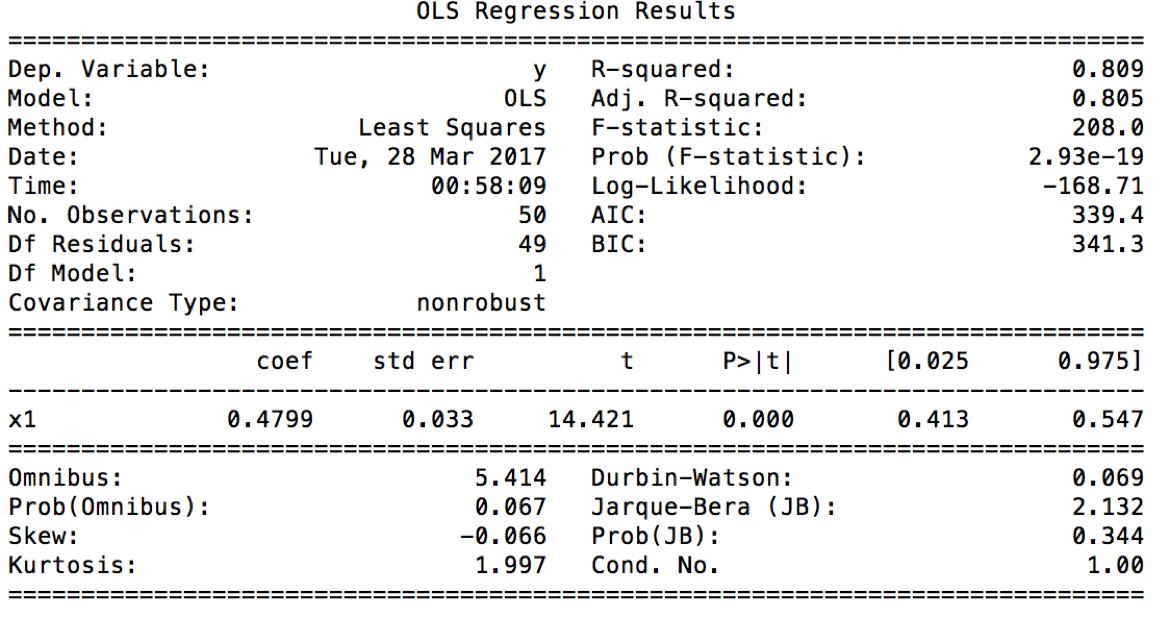 OLS Regression Results
==============================================================================
Dep. Variable:                      y   R-squared:                       0.809
Model:                            OLS   Adj. R-squared:                  0.805
Method:                 Least Squares   F-statistic:                     208.0
Date:                Tue, 28 Mar 2017   Prob (F-statistic):           2.93e-19
Time:                        00:58:09   Log-Likelihood:                -168.71
No. Observations:                  50   AIC:                             339.4
Df Residuals:                      49   BIC:                             341.3
Df Model:                           1
Covariance Type:            nonrobust
==============================================================================
                 coef    std err          t      P>|t|      [0.025      0.975]
------------------------------------------------------------------------------
x1             0.4799      0.033     14.421      0.000       0.413       0.547
==============================================================================
Omnibus:                        5.414   Durbin-Watson:                   0.069
Prob(Omnibus):                  0.067   Jarque-Bera (JB):                2.132
Skew:                          -0.066   Prob(JB):                        0.344
Kurtosis:                       1.997   Cond. No.                         1.00
==============================================================================